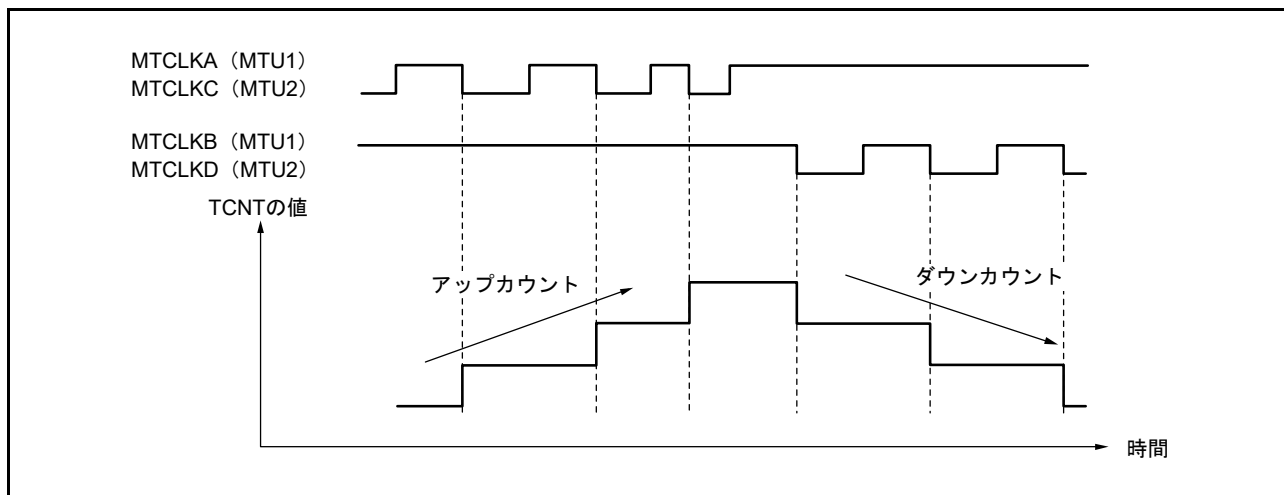 MTCLKA（MTU1）
MTCLKC（MTU2）
MTCLKB（MTU1）
MTCLKD（MTU2）
TCNTの値
アップカウント
ダウンカウント
時間